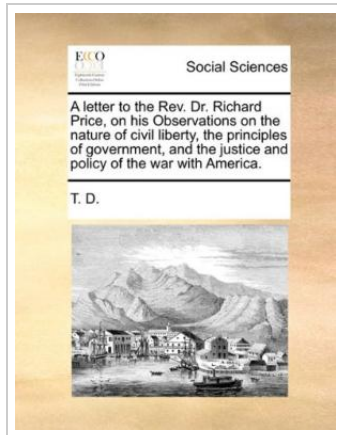 ECCO
Social Sciences
A letter to the Rev. Dr. Richard
Price, on his Observations on the
nature of civil liberty, the principles
of government, and the justice and
policy of the war with America.
T. D.